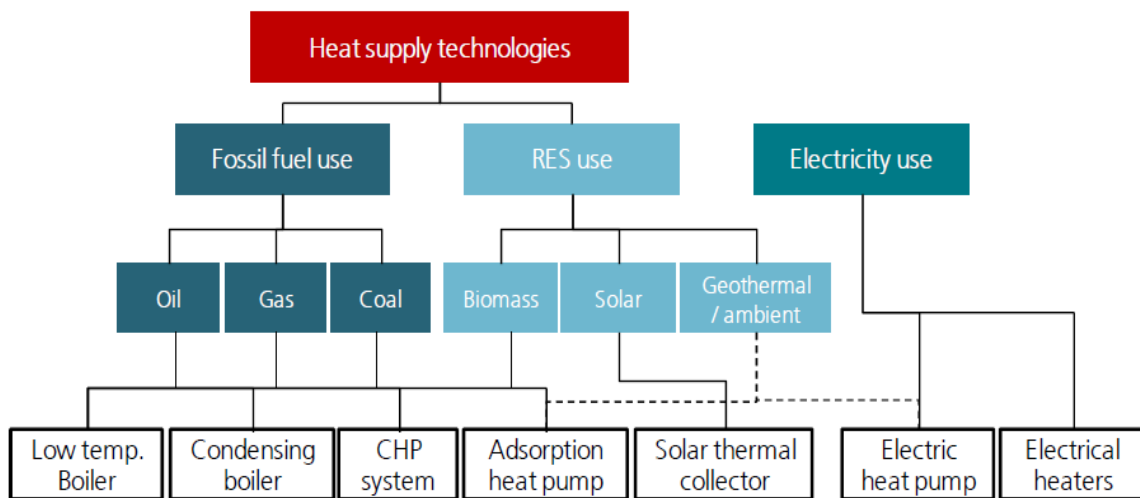 Heat supply technologies
Fossil fuel use
RES use
Electricity use
Oil
Gas
Coal
Biomass
Solar
Geothermal
/ ambient
Low temp.
Boiler
Condensing
boiler
CHP
system
Adsorption
heat pump
Solar thermal
collector
Electric
heat pump
Electrical
heaters